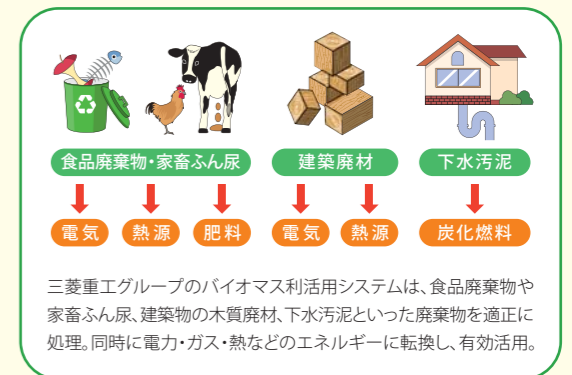 食品廃棄物・家畜ふん尿
建築廃材
下水汚泥
電気
熱源
肥料
電気
熱源
炭化燃料
三菱重工グループのバイオマス利活用システムは、食品廃棄物や
家畜ふん尿、建築物の木質廃材、下水汚泥といった廃棄物を適正に
処理。同時に電力・ガス・熱などのエネルギーに転換し、有効活用。